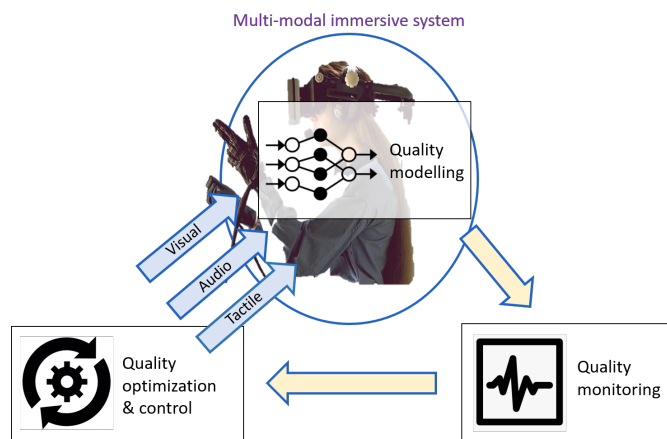 Multi-modal immersive system
Quality
modelling
Visual
Audio
Tactile
Quality
optimization
& control
Quality
monitoring